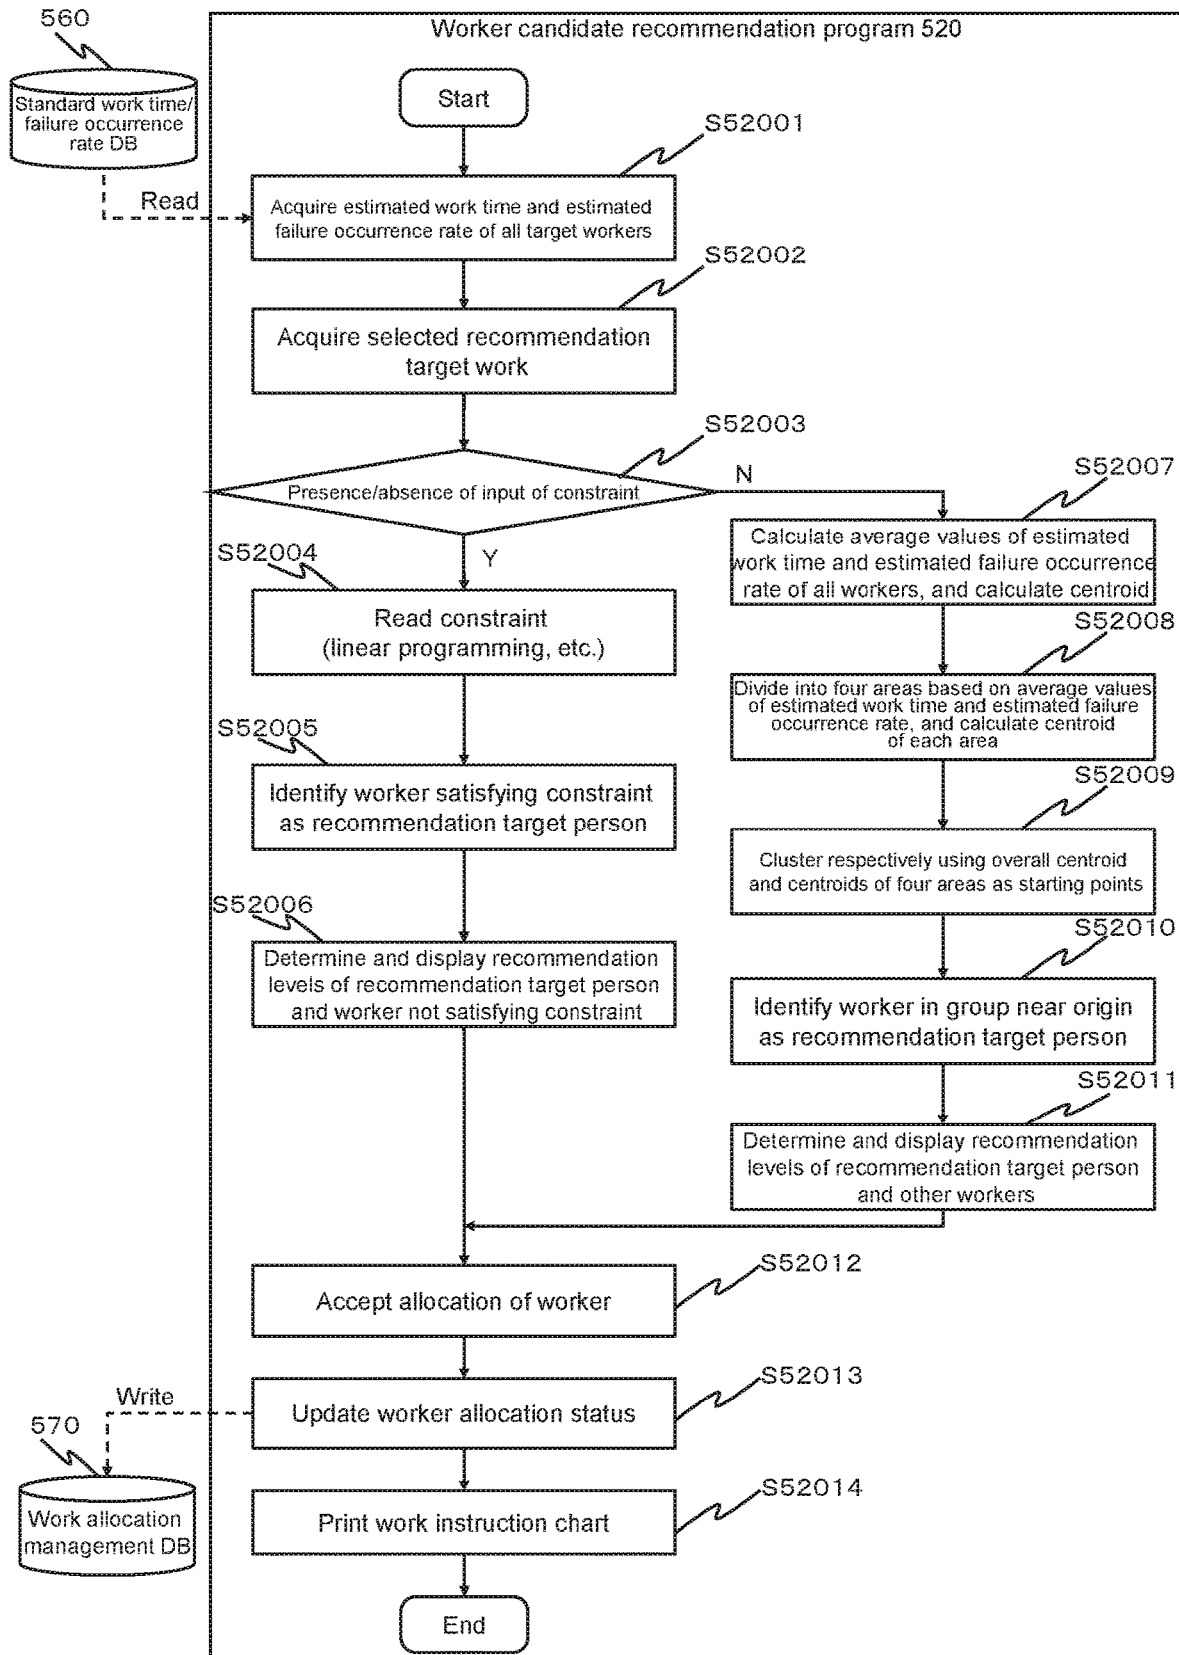 560
Worker candidate recommendation program 520
Standard work time/
failure occurrence
rate DB
Start
S52001
Read
Acquire estimated work time and estimated
failure occurrence rate of all target workers
S52002
Acquire selected recommendation
target work
S52003
Presence/absence of input of constraint
N
Y
S52004
Read constraint
(linear programming, etc.)
S52005
Identify worker satisfying constraint
as recommendation target person
S52006
Determine and display recommendation
levels of recommendation target person
and worker not satisfying constraint
S52007
Calculate average values of estimated
work time and estimated failure occurrence
rate of all workers, and calculate centroid
S52008
Divide into four areas based on average values
of estimated work time and estimated failure
occurrence rate, and calculate centroid
of each area
S52009
Cluster respectively using overall centroid
and centroids of four areas as starting points
S52010
Identify worker in group near origin
as recommendation target person
S52011
Determine and display recommendation
levels of recommendation target person
and other workers
S52012
Accept allocation of worker
S52013
Update worker allocation status
Write
570
Work allocation
management DB
S52014
Print work instruction chart
End